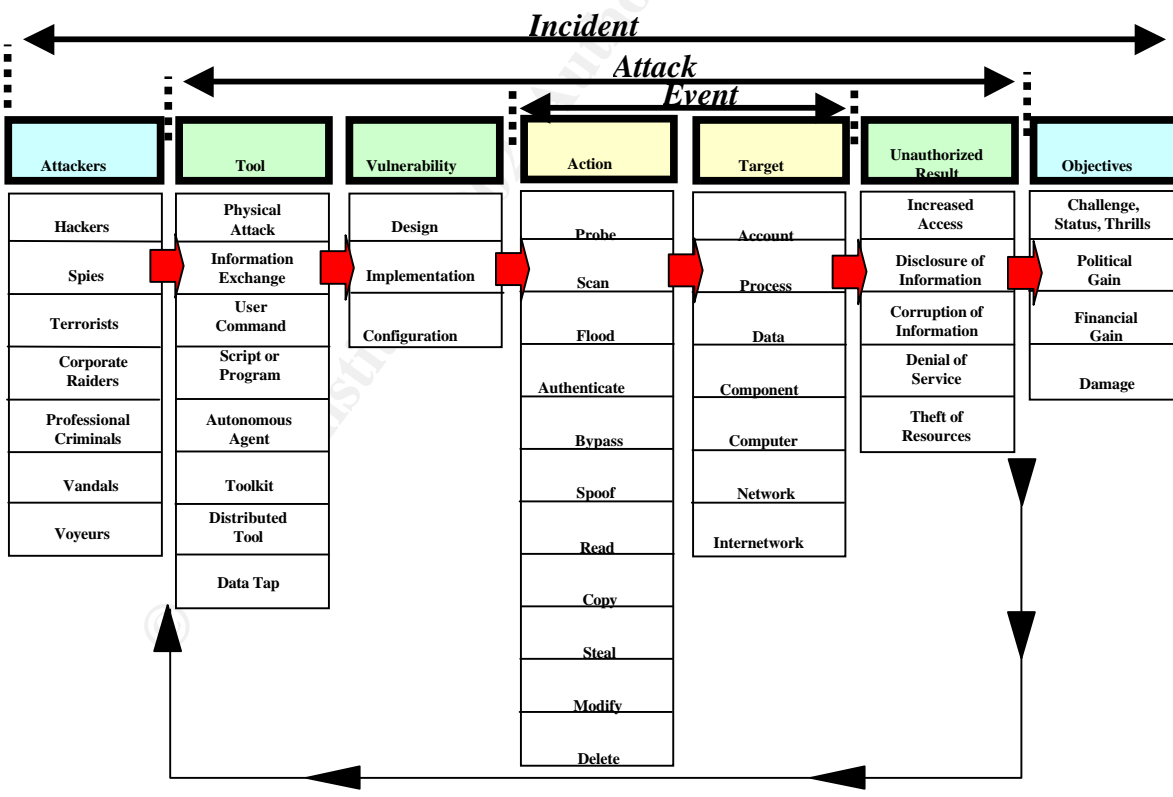 Incident
Attack
Event
Attackers
Tool
Vulnerability
Action
Target
Unauthorized
Result
Objectives
Hackers
Spies
Terrorists
Corporate
Raiders
Professional
Criminals
Vandals
Voyeurs
Physical
Attack
Information
Exchange
User
Command
Script or
Program
Autonomous
Agent
Toolkit
Distributed
Tool
Data Tap
Design
Implementation
Configuration
Probe
Scan
Flood
Authenticate
Bypass
Spoof
Read
Copy
Steal
Modify
Delete
Account
Process
Data
Component
Computer
Network
Internetwork
Increased
Access
Disclosure of
Information
Corruption of
Information
Denial of
Service
Theft of
Resources
Challenge,
Status, Thrills
Political
Gain
Financial
Gain
Damage